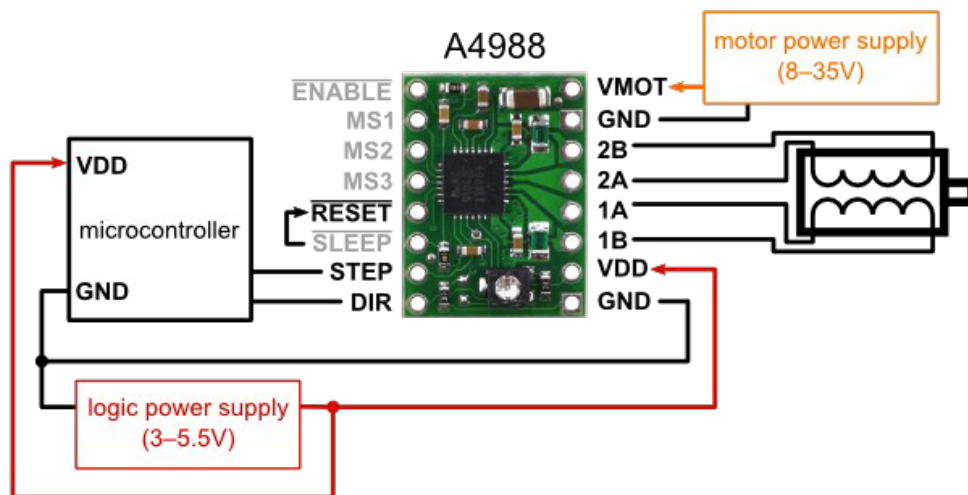 A4988
motor power supply
(8–35V)
ENABLE
MS1
MS2
MS3
RESET
SLEEP
STEP
DIR
VMOT
GND
2B
2A
1A
1B
VDD
GND
VDD
microcontroller
GND
logic power supply
(3–5.5V)